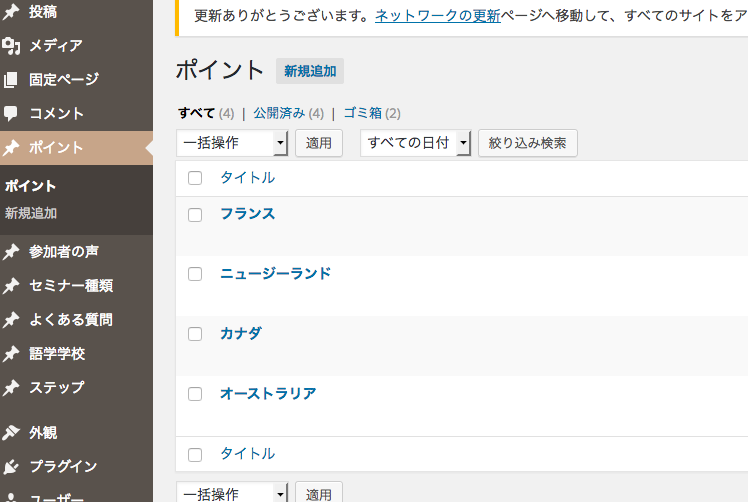 投稿
メディア
固定ページ
コメント
ポイント
ポイント
新規追加
参加者の声
セミナー種類
よくある質問
語学学校
ステップ
外観
プラグイン
ユーザー
更新ありがとうございます。ネットワークの更新ページへ移動して、すべてのサイトをア
ポイント 新規追加
すべて (4) | 公開済み (4) | ゴミ箱 (2)
一括操作 適用 すべての日付 絞り込み検索
タイトル
フランス
ニュージーランド
カナダ
オーストラリア
タイトル
一括操作 適用